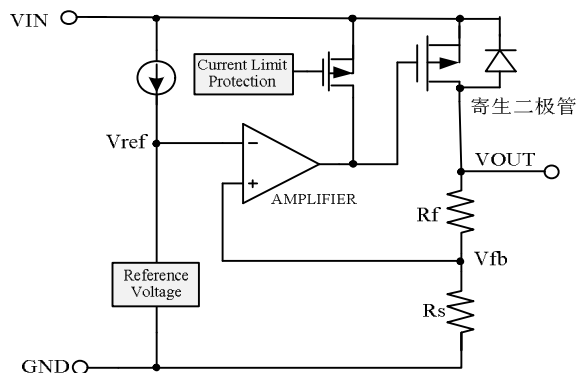 VIN
Current Limit
Protection
寄生二极管
Vref
VOUT
−
+
AMPLIFIER
Rf
Vfb
Reference
Voltage
Rs
GND